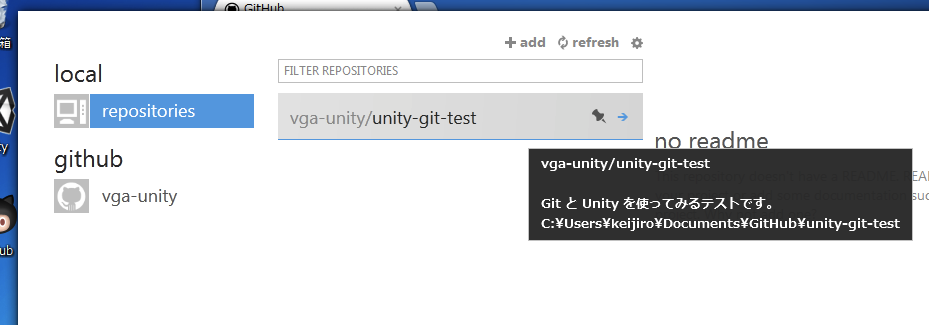 GitHub
箱
add
refresh
local
FILTER REPOSITORIES
repositories
vga-unity/unity-git-test
no readme
github
vga-unity
vga-unity/unity-git-test
Git と Unity を使ってみるテストです。
C:¥Users¥keijiro¥Documents¥GitHub¥unity-git-test
ty
ub